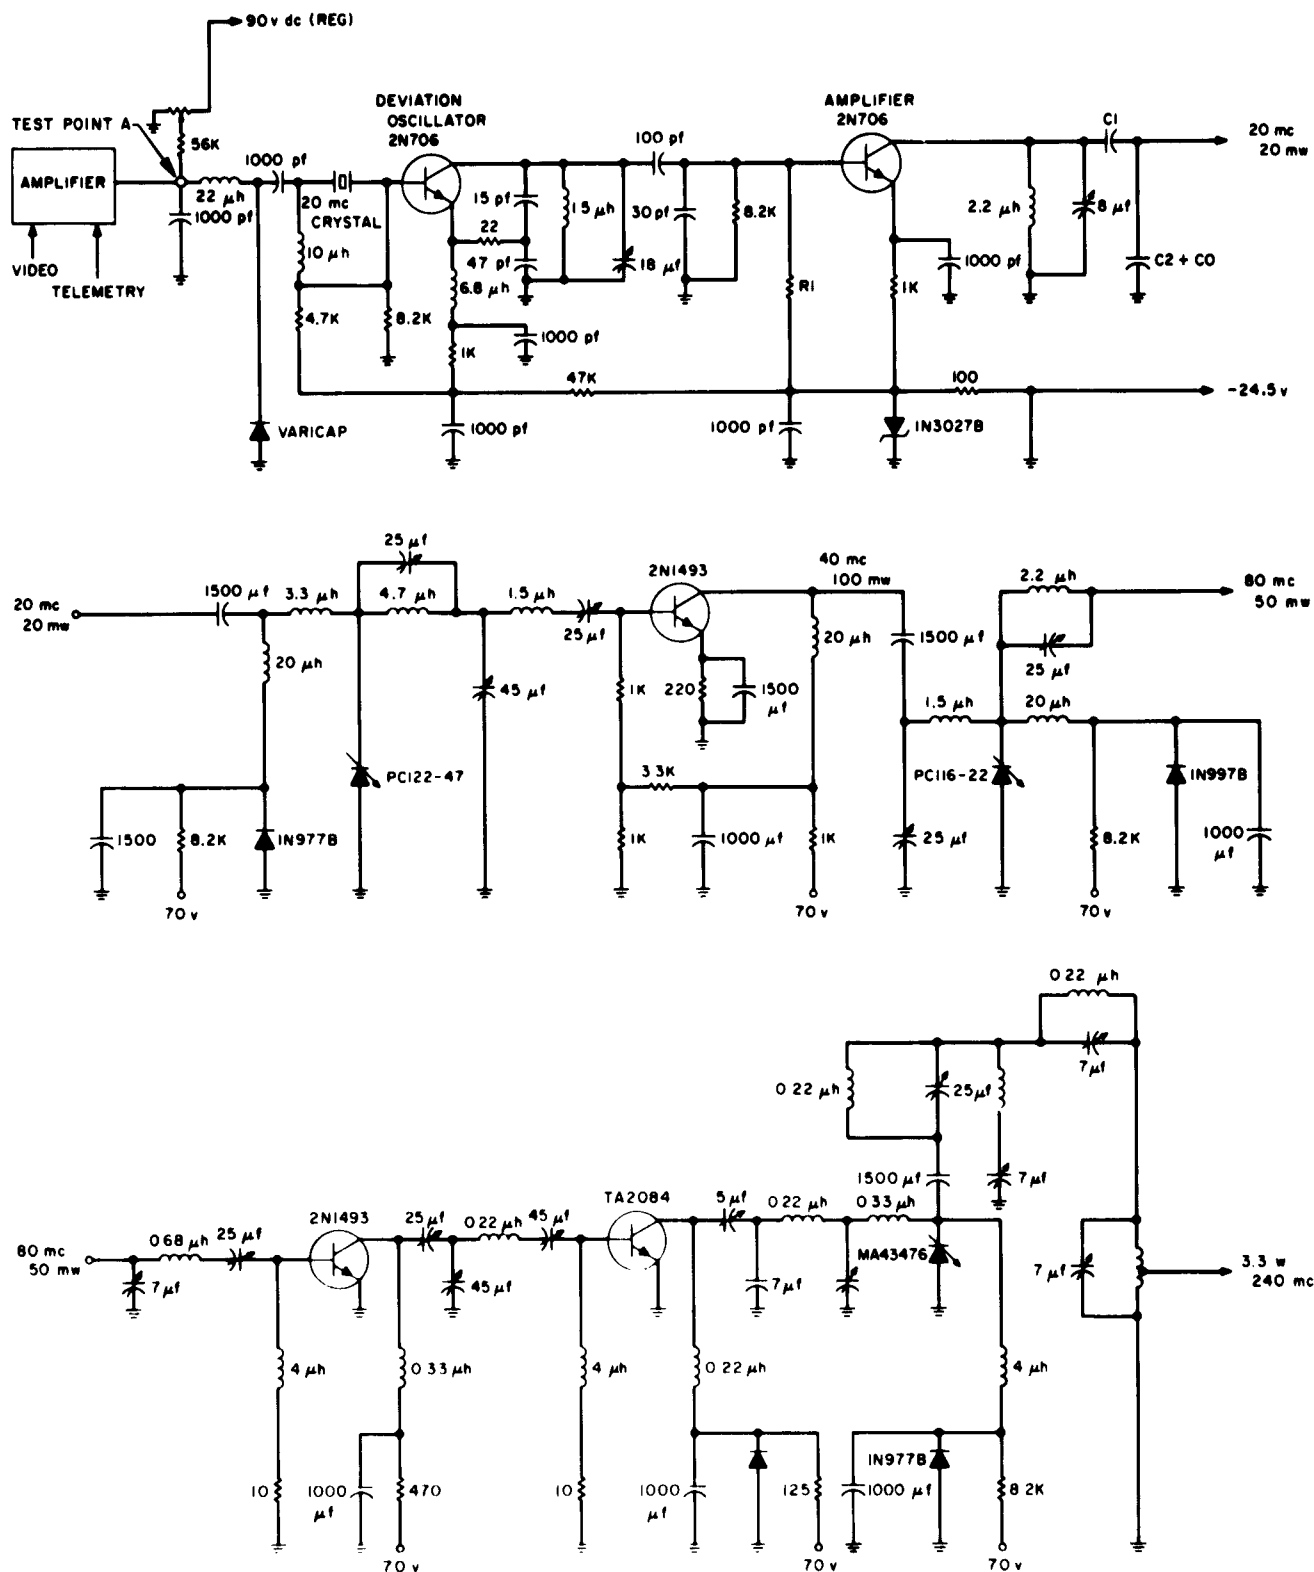 90 v dc (REG)
TEST POINT A
56K
AMPLIFIER
VIDEO
TELEMETRY
22 μh
1000 pf
1000 pf
20 mc
CRYSTAL
10 μh
4.7K
8.2K
VARICAP
DEVIATION
OSCILLATOR
2N706
22
6.8 μh
1K
1000 pf
1000 pf
15 pf
47 pf
1.5 μh
18 μf
47K
100 pf
30 pf
8.2K
R1
1000 pf
AMPLIFIER
2N706
1000 pf
1K
1N3027B
100
2.2 μh
8 μf
C1
C2 + C0
20 mc
20 mw
-24.5 v
20 mc
20 mw
1500 μf
3.3 μh
20 μh
1500
8.2K
70 v
1N977B
25 μf
4.7 μh
PC122-47
1.5 μh
45 μf
25 μf
2N1493
1K
220
1500
μf
3.3K
1K
1000 μf
1K
70 v
40 mc
100 mw
20 μh
1500 μf
25 μf
1.5 μh
PC116-22
2.2 μh
25 μf
20 μh
8.2K
70 v
1N997B
1000
μf
80 mc
50 mw
80 mc
50 mw
7 μf
0.68 μh
25 μf
4 μh
10
2N1493
0.33 μh
1000
μf
470
70 v
25 μf
45 μf
0.22 μh
45 μf
4 μh
10
TA2084
0.22 μh
1000
μf
125
70 v
5 μf
7 μf
0.22 μh
0.33 μh
MA43476
1500 μf
0.22 μh
25 μf
7 μf
0.22 μh
7 μf
4 μh
1N977B
1000 μf
8.2K
70 v
7 μf
3.3 w
240 mc